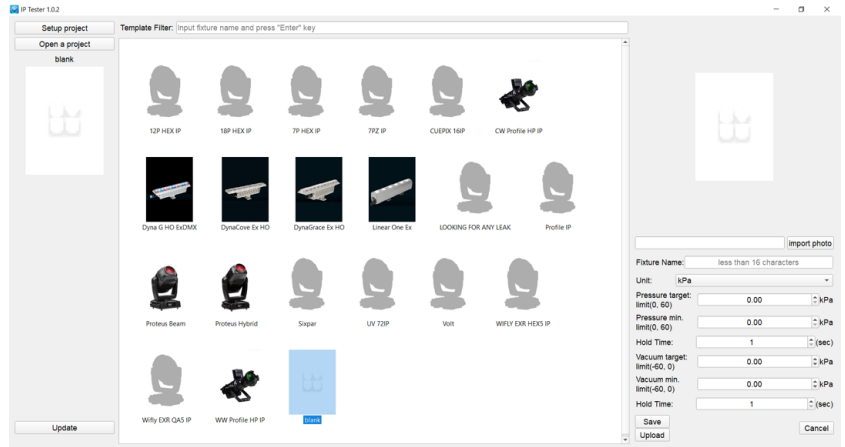 IP Tester 1.0.2
Setup project
Template Filter: Input fixture name and press "Enter" key
Open a project
blank
12P HEX IP
18P HEX IP
7P HEX IP
7PZ IP
CUEPIX 16IP
CW Profile HP IP
Dyna G HO ExDMX
DynaCove Ex HO
DynaGrace Ex HO
Linear One Ex
LOOKING FOR ANY LEAK
Profile IP
Proteus Beam
Proteus Hybrid
Sixpar
UV 72IP
Volt
WIFLY EXR HEX5 IP
Wifly EXR QA5 IP
WW Profile HP IP
blank
Update
import photo
Fixture Name: less than 16 characters
Unit: kPa
Pressure target:
limit(0, 60) 0.00 kPa
Pressure min.
limit(0, 60) 0.00 kPa
Hold Time: 1 (sec)
Vacuum target:
limit(-60, 0) 0.00 kPa
Vacuum min.
limit(-60, 0) 0.00 kPa
Hold Time: 1 (sec)
Save
Upload
Cancel